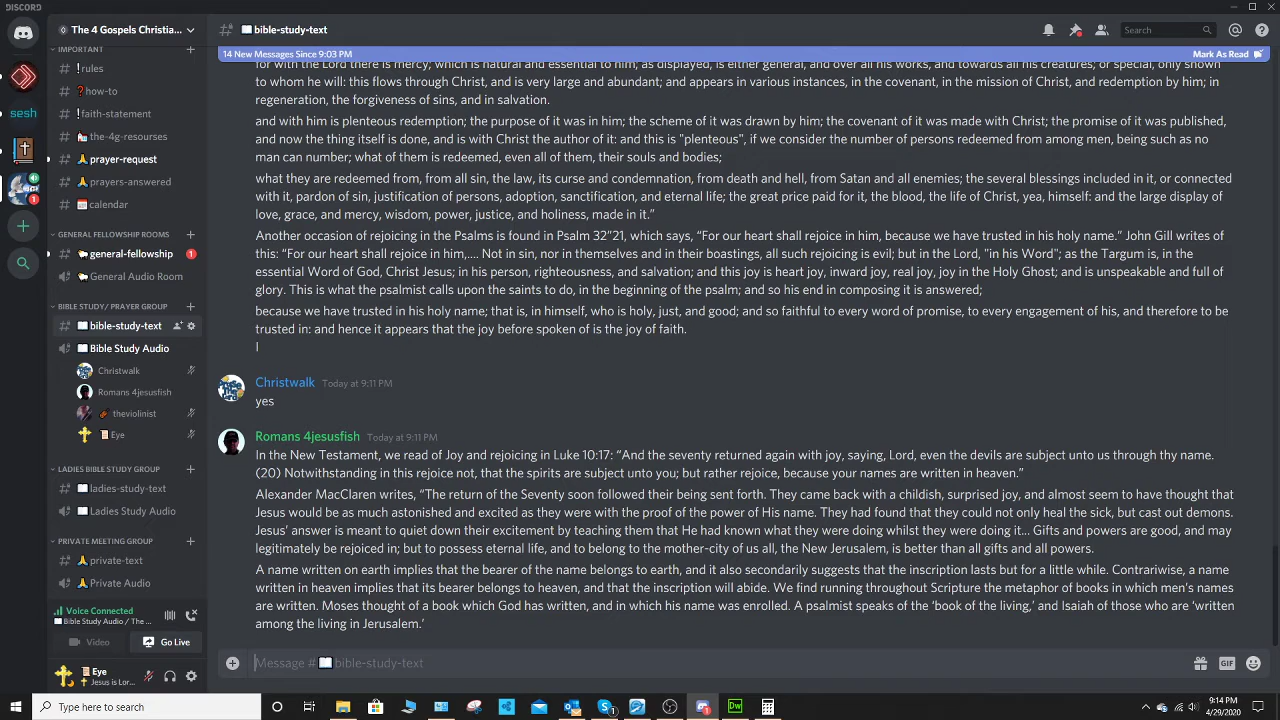 DISCORD
The 4 Gospels Christia...
bible-study-text
Search
14 New Messages Since 9:03 PM
Mark As Read
IMPORTANT
rules
how-to
faith-statement
the-4g-resourses
prayer-request
prayers-answered
calendar
sesh
1
GENERAL FELLOWSHIP ROOMS
general-fellowship
1
General Audio Room
BIBLE STUDY/ PRAYER GROUP
bible-study-text
Bible Study Audio
Christwalk
Romans 4jesusfish
theviolinist
Eye
LADIES BIBLE STUDY GROUP
ladies-study-text
Ladies Study Audio
PRIVATE MEETING GROUP
private-text
Private Audio
Voice Connected
Bible Study Audio / The ...
Video
Go Live
Eye
Jesus is Lor...
for with the Lord there is mercy, which is natural and essential to him; as displayed, is either general, and over all his works, and towards all his creatures; or special, only shown
to whom he will: this flows through Christ, and is very large and abundant; and appears in various instances, in the covenant, in the mission of Christ, and redemption by him; in
regeneration, the forgiveness of sins, and in salvation.
and with him is plenteous redemption; the purpose of it was in him; the scheme of it was drawn by him; the covenant of it was made with Christ; the promise of it was published,
and now the thing itself is done, and is with Christ the author of it: and this is "plenteous", if we consider the number of persons redeemed from among men, being such as no
man can number; what of them is redeemed, even all of them, their souls and bodies;
what they are redeemed from, from all sin, the law, its curse and condemnation, from death and hell, from Satan and all enemies; the several blessings included in it, or connected
with it, pardon of sin, justification of persons, adoption, sanctification, and eternal life; the great price paid for it, the blood, the life of Christ, yea, himself: and the large display of
love, grace, and mercy, wisdom, power, justice, and holiness, made in it.”
Another occasion of rejoicing in the Psalms is found in Psalm 32”21, which says, “For our heart shall rejoice in him, because we have trusted in his holy name.” John Gill writes of
this: “For our heart shall rejoice in him,.... Not in sin, nor in themselves and in their boastings, all such rejoicing is evil; but in the Lord, "in his Word"; as the Targum is, in the
essential Word of God, Christ Jesus; in his person, righteousness, and salvation; and this joy is heart joy, inward joy, real joy, joy in the Holy Ghost; and is unspeakable and full of
glory. This is what the psalmist calls upon the saints to do, in the beginning of the psalm; and so his end in composing it is answered;
because we have trusted in his holy name; that is, in himself, who is holy, just, and good; and so faithful to every word of promise, to every engagement of his, and therefore to be
trusted in: and hence it appears that the joy before spoken of is the joy of faith.
I
Christwalk Today at 9:11 PM
yes
Romans 4jesusfish Today at 9:11 PM
In the New Testament, we read of Joy and rejoicing in Luke 10:17: “And the seventy returned again with joy, saying, Lord, even the devils are subject unto us through thy name.
(20) Notwithstanding in this rejoice not, that the spirits are subject unto you; but rather rejoice, because your names are written in heaven.”
Alexander MacClaren writes, “The return of the Seventy soon followed their being sent forth. They came back with a childish, surprised joy, and almost seem to have thought that
Jesus would be as much astonished and excited as they were with the proof of the power of His name. They had found that they could not only heal the sick, but cast out demons.
Jesus’ answer is meant to quiet down their excitement by teaching them that He had known what they were doing whilst they were doing it... Gifts and powers are good, and may
legitimately be rejoiced in; but to possess eternal life, and to belong to the mother-city of us all, the New Jerusalem, is better than all gifts and all powers.
A name written on earth implies that the bearer of the name belongs to earth, and it also secondarily suggests that the inscription lasts but for a little while. Contrariwise, a name
written in heaven implies that its bearer belongs to heaven, and that the inscription will abide. We find running throughout Scripture the metaphor of books in which men’s names
are written. Moses thought of a book which God has written, and in which his name was enrolled. A psalmist speaks of the ‘book of the living,’ and Isaiah of those who are ‘written
among the living in Jerusalem.’
Message # bible-study-text
GIF
Type here to search
Dw
9:14 PM
4/29/2020